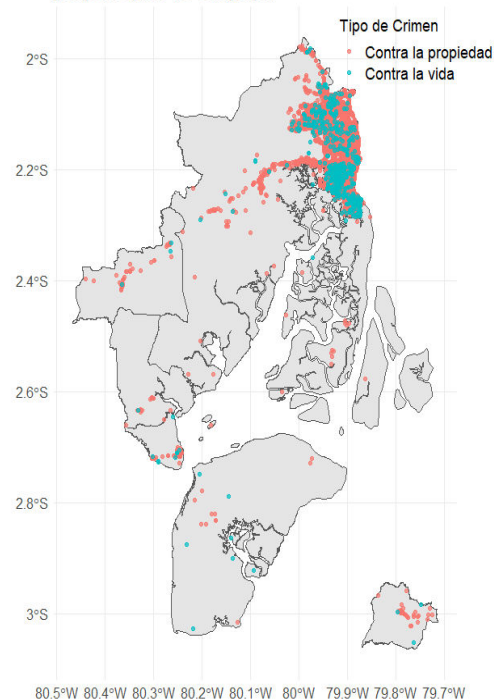 Tipo de Crimen
Contra la propiedad
Contra la vida
2°S
2.2°S
2.4°S
2.6°S
2.8°S
3°S
80.5°W 80.4°W 80.3°W 80.2°W 80.1°W 80°W 79.9°W 79.8°W 79.7°W